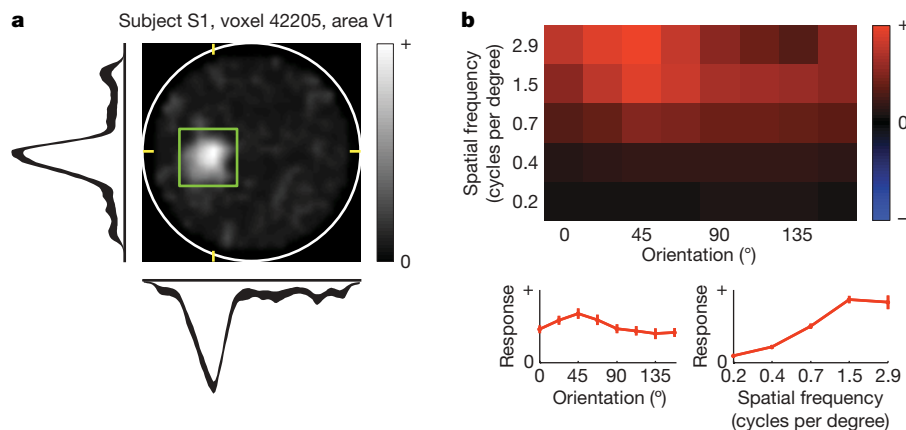 a Subject S1, voxel 42205, area V1
+
0
b
Spatial frequency
(cycles per degree)
2.9
1.5
0.7
0.4
0.2
0 45 90 135
Orientation (°)
+
0
–
Response
+
0
0 45 90 135
Orientation (°)
Response
+
0
0.2 0.4 0.7 1.5 2.9
Spatial frequency
(cycles per degree)